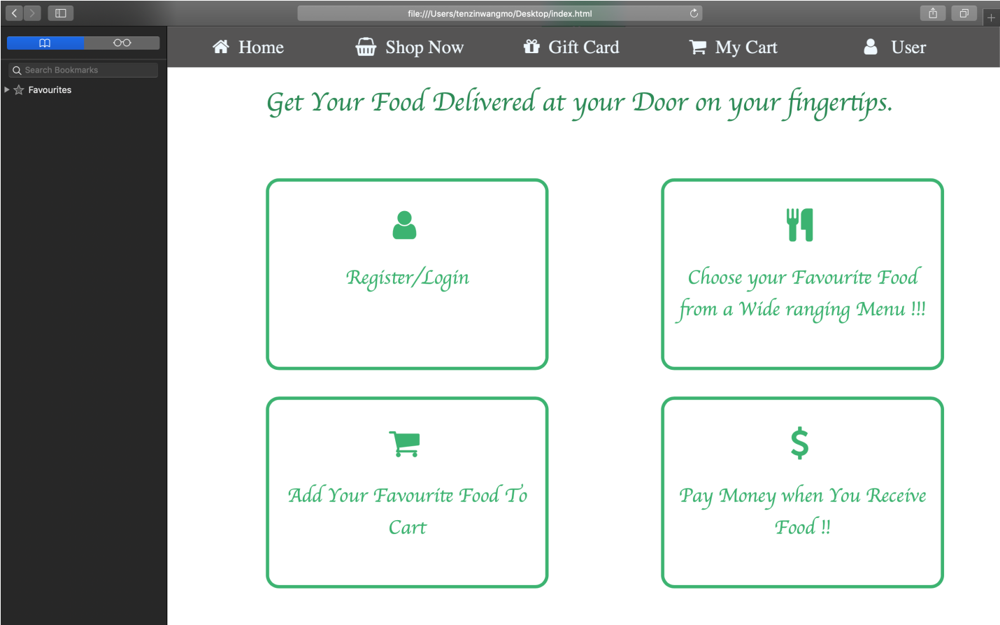 file:///Users/tenzinwangmo/Desktop/index.html
Search Bookmarks
Favourites
Home Shop Now Gift Card My Cart User
Get Your Food Delivered at your Door on your fingertips.
Register/Login
Choose your Favourite Food
from a Wide ranging Menu !!!
Add Your Favourite Food To
Cart
Pay Money when You Receive
Food !!